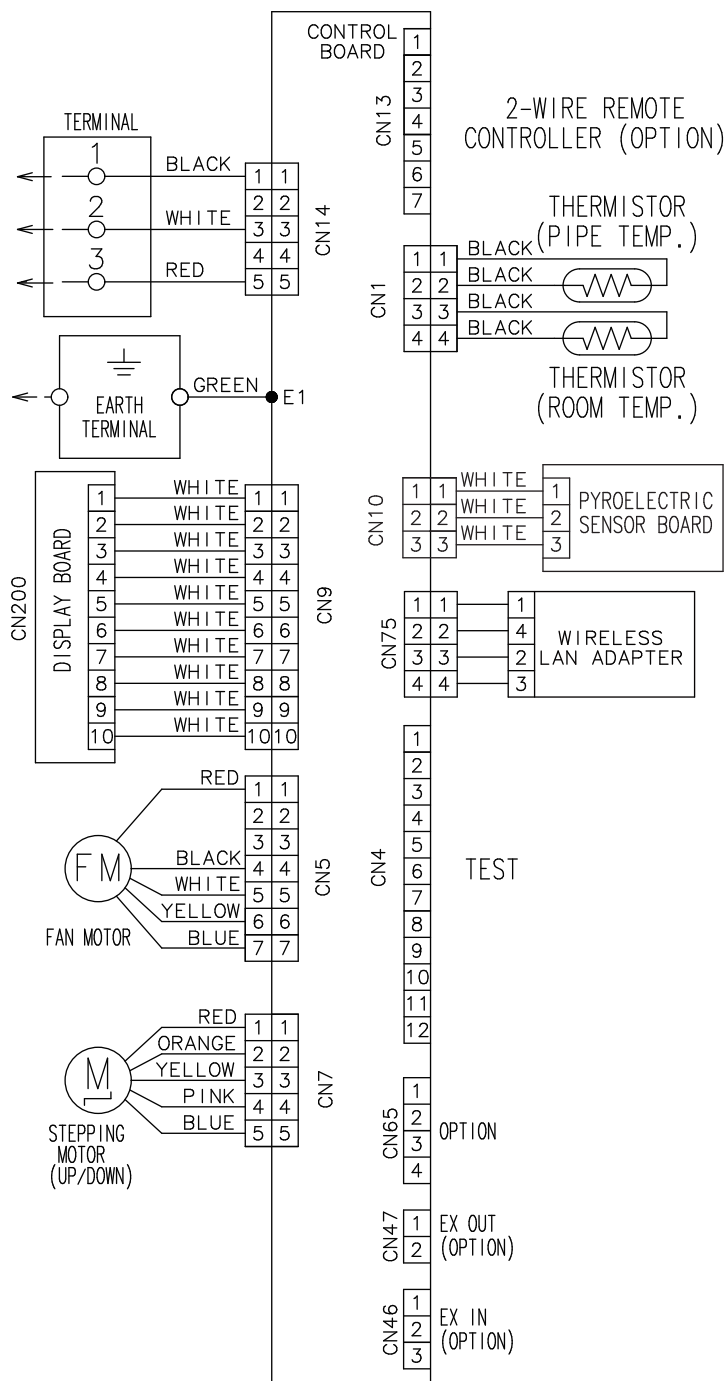 CONTROL
BOARD
CN13
1
2
3
4
5
6
7
2-WIRE REMOTE
CONTROLLER (OPTION)
TERMINAL
1
2
3
BLACK
WHITE
RED
1 1
2 2
3 3
4 4
5 5
CN14
THERMISTOR
(PIPE TEMP.)
CN1
1 1 BLACK
2 2 BLACK
3 3 BLACK
4 4 BLACK
THERMISTOR
(ROOM TEMP.)
EARTH
TERMINAL
GREEN
E1
CN200
DISPLAY BOARD
1 WHITE 1 1
2 WHITE 2 2
3 WHITE 3 3
4 WHITE 4 4
5 WHITE 5 5
6 WHITE 6 6
7 WHITE 7 7
8 WHITE 8 8
9 WHITE 9 9
10 WHITE 10 10
CN9
CN10
1 1 WHITE 1
2 2 WHITE 2
3 3 WHITE 3
PYROELECTRIC
SENSOR BOARD
CN75
1 1 1
2 2 4
3 3 2
4 4 3
WIRELESS
LAN ADAPTER
FM
FAN MOTOR
RED 1 1
2 2
3 3
BLACK 4 4
WHITE 5 5
YELLOW 6 6
BLUE 7 7
CN5
CN4
1
2
3
4
5
6
7
8
9
10
11
12
TEST
M
STEPPING
MOTOR
(UP/DOWN)
RED 1 1
ORANGE 2 2
YELLOW 3 3
PINK 4 4
BLUE 5 5
CN7
CN65
1
2
3
4
OPTION
CN47
1
2
EX OUT
(OPTION)
CN46
1
2
3
EX IN
(OPTION)